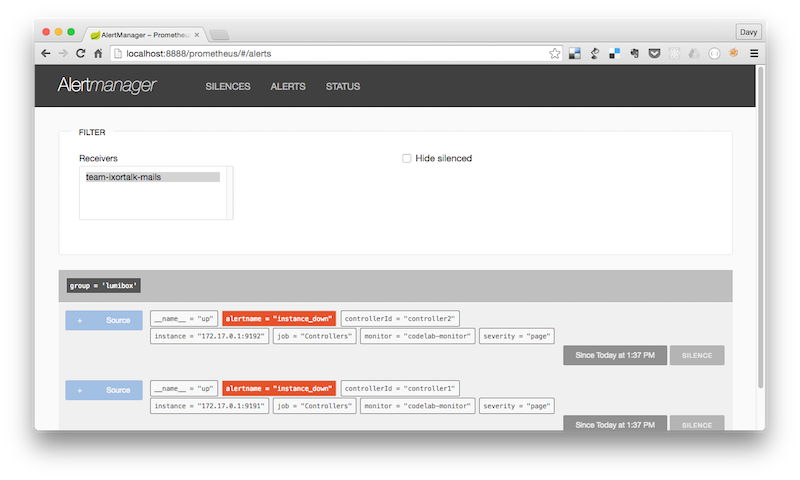 AlertManager – Prometheus
Davy
localhost:8888/prometheus/#/alerts
Alertmanager SILENCES ALERTS STATUS
FILTER
Receivers
Hide silenced
team-ixortalk-mails
group = 'lumibox'
+ Source __name__ = "up" alertname = "instance_down" controllerId = "controller2"
instance = "172.17.0.1:9192" job = "Controllers" monitor = "codelab-monitor" severity = "page"
Since Today at 1:37 PM SILENCE
+ Source __name__ = "up" alertname = "instance_down" controllerId = "controller1"
instance = "172.17.0.1:9191" job = "Controllers" monitor = "codelab-monitor" severity = "page"
Since Today at 1:37 PM SILENCE